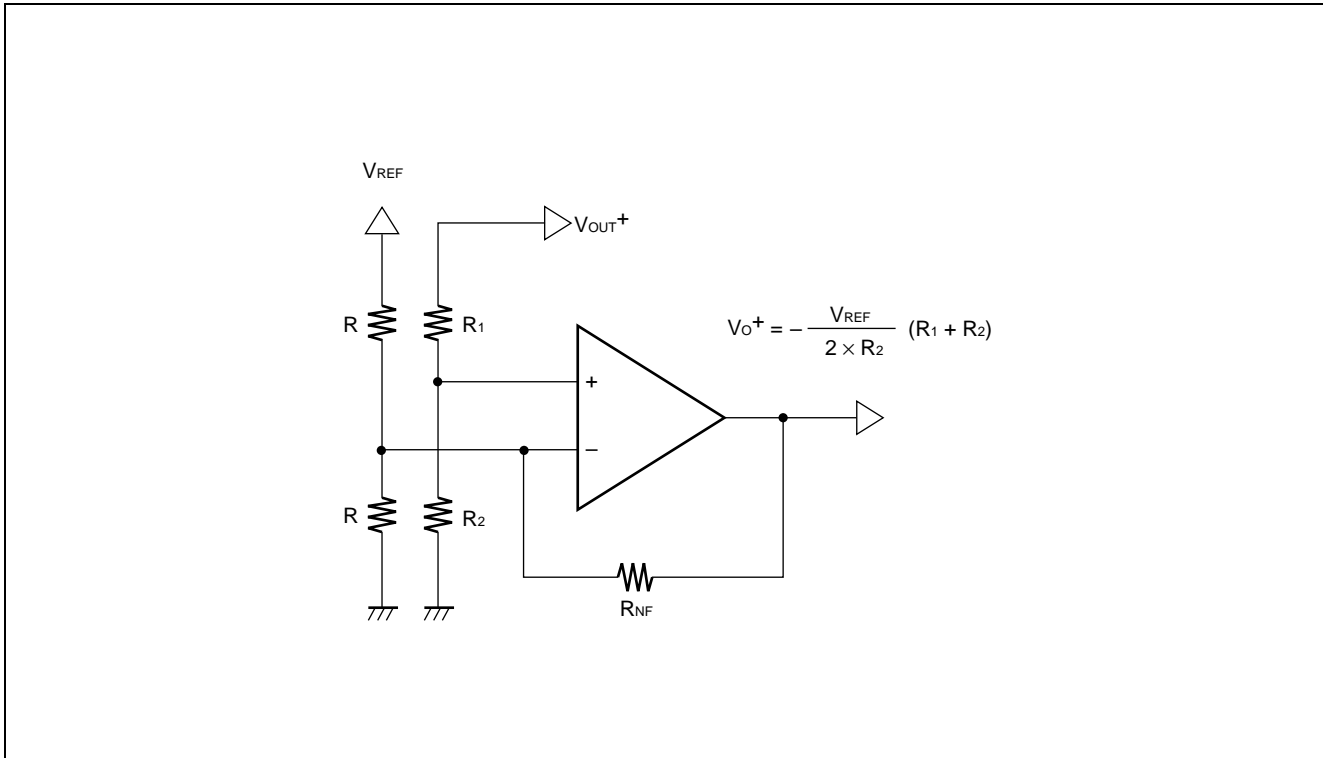 VREF
VOUT+
R
R1
VO+ = − VREF / 2 × R2 (R1 + R2)
+
−
R
R2
RNF